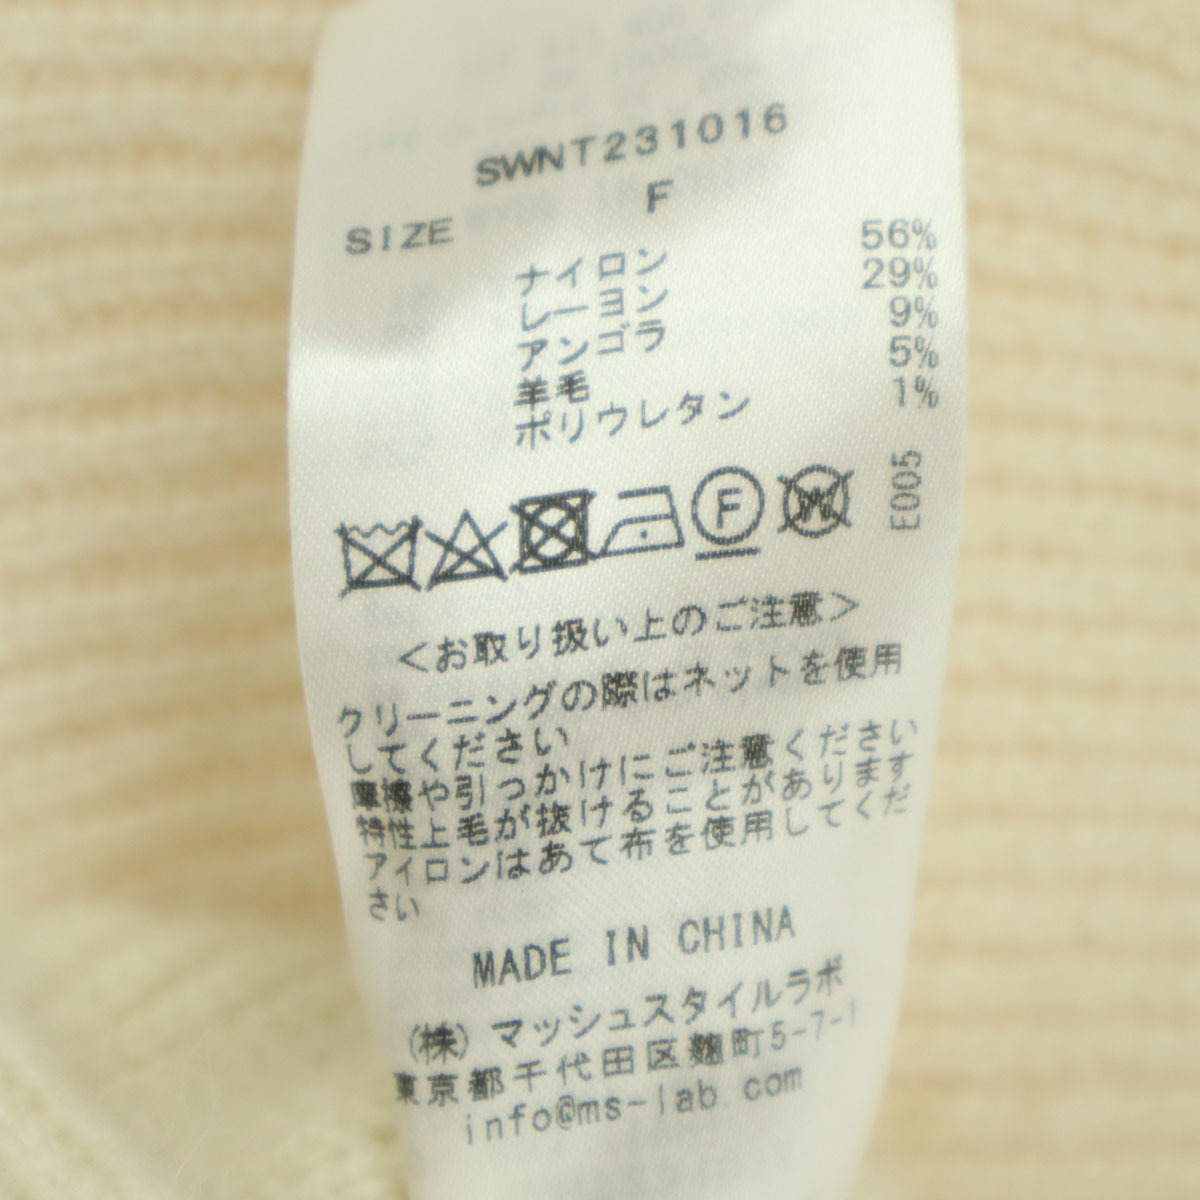 SWNT231016
SIZE F
ナイロン 56%
レーヨン 29%
アンゴラ 9%
羊毛 5%
ポリウレタン 1%
F W E005
<お取り扱い上のご注意>
クリーニングの際はネットを使用
してください
摩擦や引っかけにご注意ください
特性上毛が抜けることがあります
アイロンはあて布を使用してくだ
さい
MADE IN CHINA
(株) マッシュスタイルラボ
東京都千代田区麹町5-7-1
info@ms-lab.com